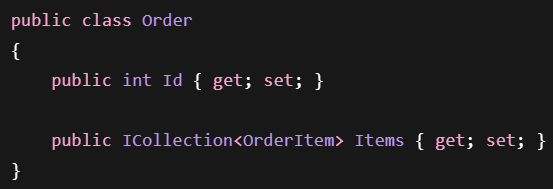 public class Order
{
    public int Id { get; set; }

    public ICollection<OrderItem> Items { get; set; }
}